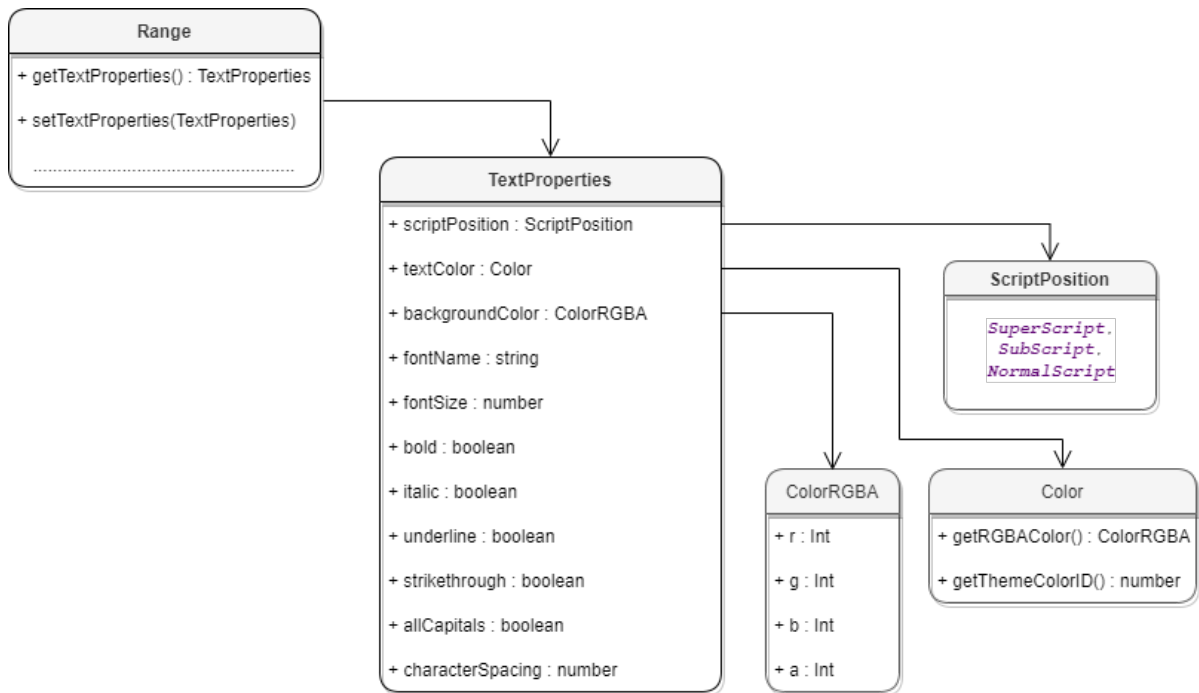 Range
+ getTextProperties() : TextProperties
+ setTextProperties(TextProperties)
TextProperties
+ scriptPosition : ScriptPosition
+ textColor : Color
+ backgroundColor : ColorRGBA
+ fontName : string
+ fontSize : number
+ bold : boolean
+ italic : boolean
+ underline : boolean
+ strikethrough : boolean
+ allCapitals : boolean
+ characterSpacing : number
ScriptPosition
SuperScript,
SubScript,
NormalScript
ColorRGBA
+ r : Int
+ g : Int
+ b : Int
+ a : Int
Color
+ getRGBAColor() : ColorRGBA
+ getThemeColorID() : number